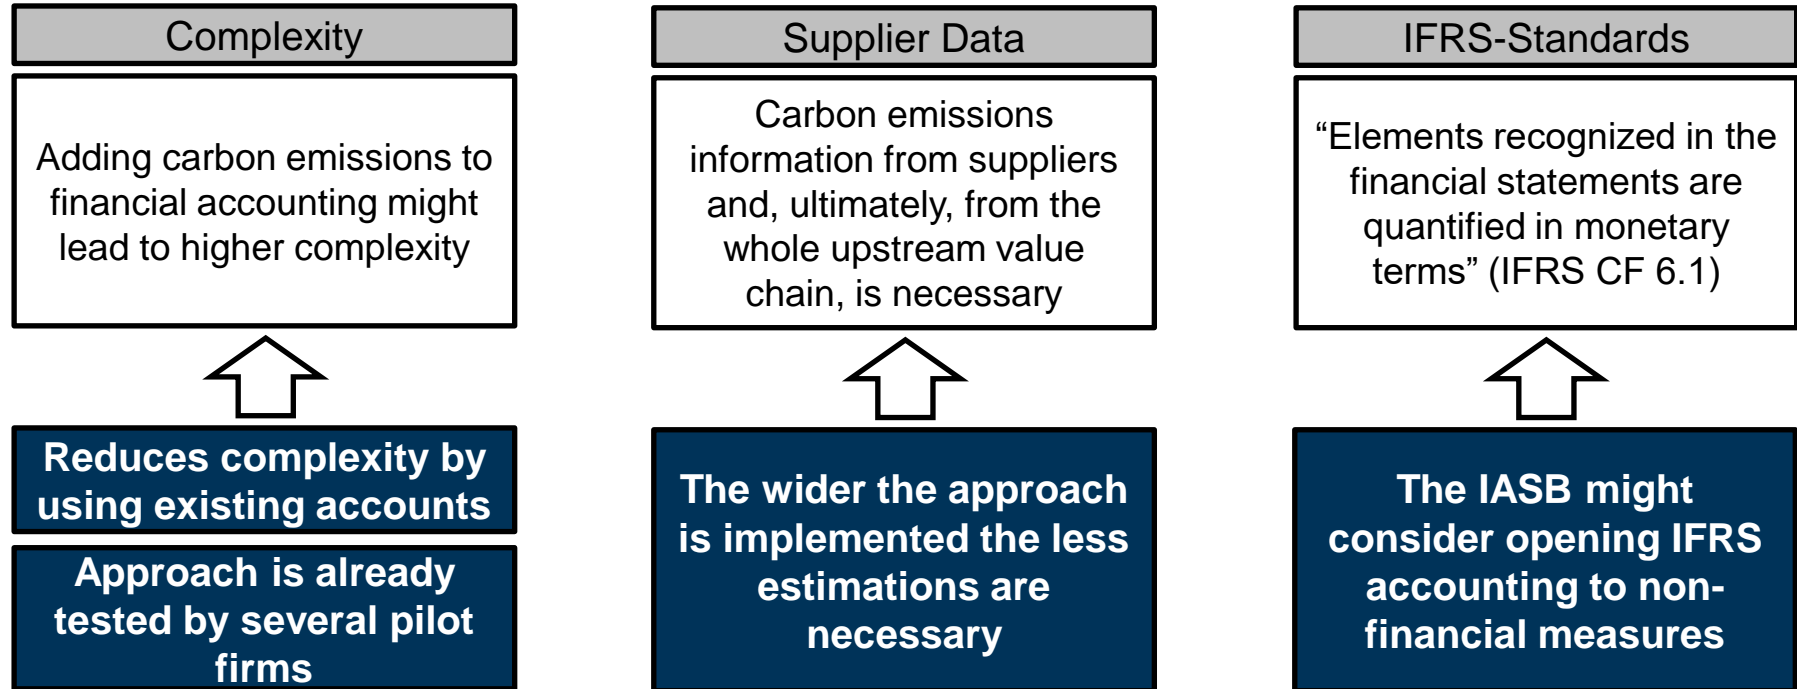 Complexity
Adding carbon emissions to
financial accounting might
lead to higher complexity
Reduces complexity by
using existing accounts
Approach is already
tested by several pilot
firms
Supplier Data
Carbon emissions
information from suppliers
and, ultimately, from the
whole upstream value
chain, is necessary
The wider the approach
is implemented the less
estimations are
necessary
IFRS-Standards
“Elements recognized in the
financial statements are
quantified in monetary
terms” (IFRS CF 6.1)
The IASB might
consider opening IFRS
accounting to non-
financial measures